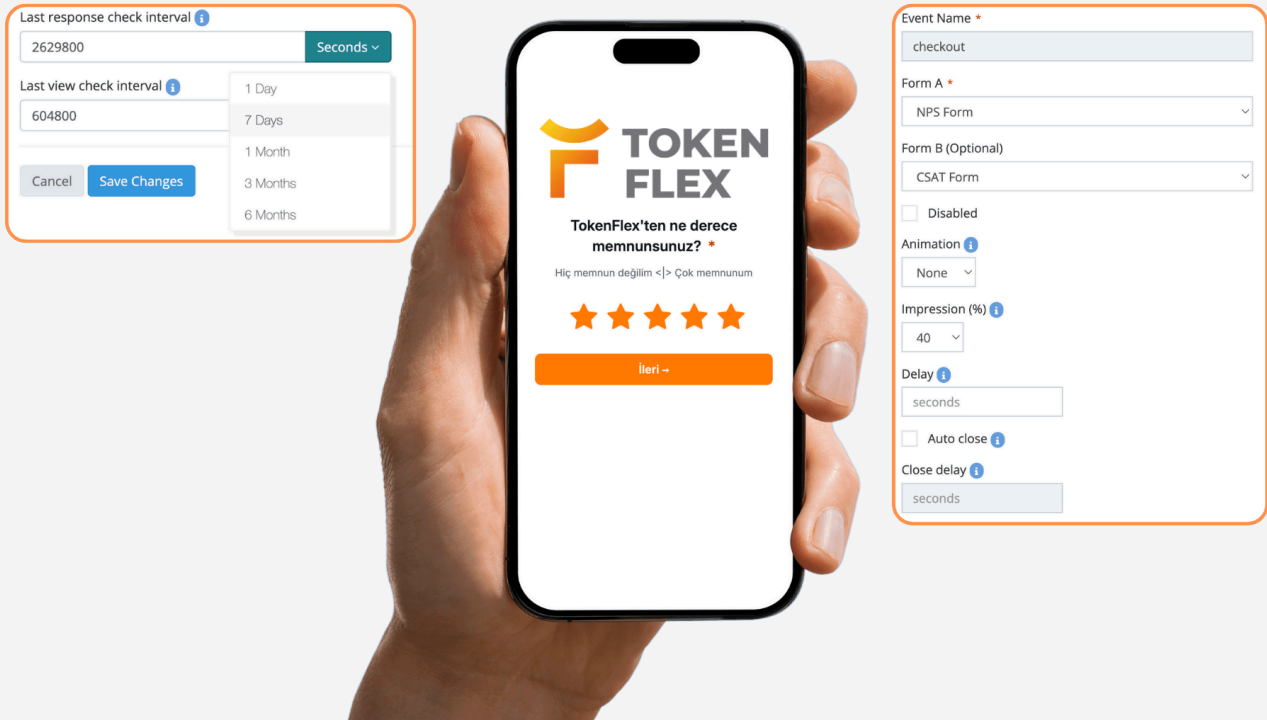 Last response check interval
2629800
Seconds
Last view check interval
604800
1 Day
7 Days
1 Month
3 Months
6 Months
Cancel
Save Changes
TOKEN
FLEX
TokenFlex'ten ne derece
memnunsunuz? *
Hiç memnun değilim <|> Çok memnunum
İleri→
Event Name *
checkout
Form A *
NPS Form
Form B (Optional)
CSAT Form
Disabled
Animation
None
Impression (%)
40
Delay
seconds
Auto close
Close delay
seconds